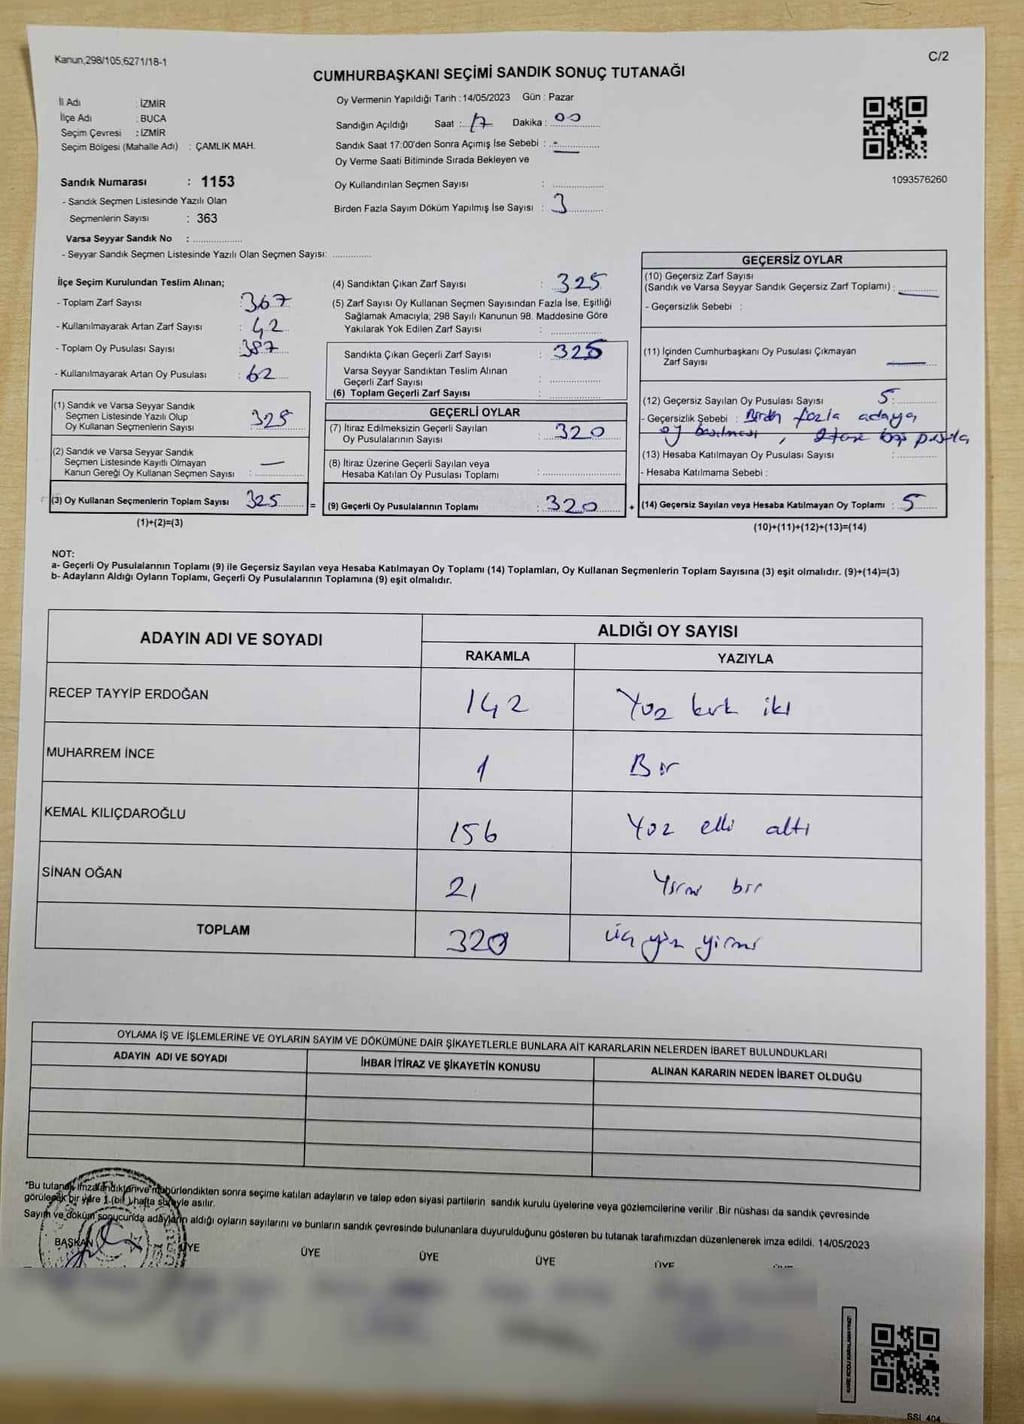 Kanun,298/105,6271/18-1
C/2
CUMHURBAŞKANI SEÇİMİ SANDIK SONUÇ TUTANAĞI
İl Adı : İZMİR
İlçe Adı : BUCA
Seçim Çevresi : İZMİR
Seçim Bölgesi (Mahalle Adı) : ÇAMLIK MAH.
Sandık Numarası : 1153
- Sandık Seçmen Listesinde Yazılı Olan
Seçmenlerin Sayısı : 363
Varsa Seyyar Sandık No :
- Seyyar Sandık Seçmen Listesinde Yazılı Olan Seçmen Sayısı:
Oy Vermenin Yapıldığı Tarih : 14/05/2023 Gün : Pazar
Sandığın Açıldığı Saat : 17 Dakika : 00
Sandık Saat 17:00'den Sonra Açımış İse Sebebi : -
Oy Verme Saati Bitiminde Sırada Bekleyen ve
Oy Kullandırılan Seçmen Sayısı :
Birden Fazla Sayım Döküm Yapılmış İse Sayısı : 3
1093576260
İlçe Seçim Kurulundan Teslim Alınan;
- Toplam Zarf Sayısı : 367
- Kullanılmayarak Artan Zarf Sayısı : 42
- Toplam Oy Pusulası Sayısı : 387
- Kullanılmayarak Artan Oy Pusulası : 62
(1) Sandık ve Varsa Seyyar Sandık
Seçmen Listesinde Yazılı Olup
Oy Kullanan Seçmenlerin Sayısı : 325
(2) Sandık ve Varsa Seyyar Sandık
Seçmen Listesinde Kayıtlı Olmayan
Kanun Gereği Oy Kullanan Seçmen Sayısı : —
(3) Oy Kullanan Seçmenlerin Toplam Sayısı : 325 =
(1)+(2)=(3)
(4) Sandıktan Çıkan Zarf Sayısı : 325
(5) Zarf Sayısı Oy Kullanan Seçmen Sayısından Fazla İse, Eşitliği
Sağlamak Amacıyla; 298 Sayılı Kanunun 98. Maddesine Göre
Yakılarak Yok Edilen Zarf Sayısı :
Sandıkta Çıkan Geçerli Zarf Sayısı : 325
Varsa Seyyar Sandıktan Teslim Alınan
Geçerli Zarf Sayısı :
(6) Toplam Geçerli Zarf Sayısı :
GEÇERLİ OYLAR
(7) İtiraz Edilmeksizin Geçerli Sayılan
Oy Pusulalarının Sayısı : 320
(8) İtiraz Üzerine Geçerli Sayılan veya
Hesaba Katılan Oy Pusulası Toplamı :
(9) Geçerli Oy Pusulalarının Toplamı : 320 +
GEÇERSİZ OYLAR
(10) Geçersiz Zarf Sayısı
(Sandık ve Varsa Seyyar Sandık Geçersiz Zarf Toplamı) : —
- Geçersizlik Sebebi :
(11) İçinden Cumhurbaşkanı Oy Pusulası Çıkmayan
Zarf Sayısı : —
(12) Geçersiz Sayılan Oy Pusulası Sayısı : 5
- Geçersizlik Sebebi : Birden fazla adaya
oy basılması,
(13) Hesaba Katılmayan Oy Pusulası Sayısı :
- Hesaba Katılmama Sebebi :
(14) Geçersiz Sayılan veya Hesaba Katılmayan Oy Toplamı : 5
(10)+(11)+(12)+(13)=(14)
NOT:
a- Geçerli Oy Pusulalarının Toplamı (9) ile Geçersiz Sayılan veya Hesaba Katılmayan Oy Toplamı (14) Toplamları, Oy Kullanan Seçmenlerin Toplam Sayısına (3) eşit olmalıdır. (9)+(14)=(3)
b- Adayların Aldığı Oyların Toplamı, Geçerli Oy Pusulalarının Toplamına (9) eşit olmalıdır.
ADAYIN ADI VE SOYADI ALDIĞI OY SAYISI
RAKAMLA YAZIYLA
RECEP TAYYİP ERDOĞAN 142 Yüz kırk iki
MUHARREM İNCE 1 Bir
KEMAL KILIÇDAROĞLU 156 Yüz elli altı
SİNAN OĞAN 21 Yirmi bir
TOPLAM 320 Üç yüz yirmi
OYLAMA İŞ VE İŞLEMLERİNE VE OYLARIN SAYIM VE DÖKÜMÜNE DAİR ŞİKAYETLERLE BUNLARA AİT KARARLARIN NELERDEN İBARET BULUNDUKLARI
ADAYIN ADI VE SOYADI İHBAR İTİRAZ VE ŞİKAYETİN KONUSU ALINAN KARARIN NEDEN İBARET OLDUĞU
"Bu tutanak imzalandıktan ve mühürlendikten sonra seçime katılan adayların ve talep eden siyasi partilerin sandık kurulu üyelerine veya gözlemcilerine verilir .Bir nüshası da sandık çevresinde
görülecek bir yere 1 (bir) hafta süreyle asılır.
Sayım ve döküm sonucunda adayların aldığı oyların sayılarını ve bunların sandık çevresinde bulunanlara duyurulduğunu gösteren bu tutanak tarafımızdan düzenlenerek imza edildi. 14/05/2023
BAŞKAN ÜYE ÜYE ÜYE ÜYE ÜYE
SSI 404